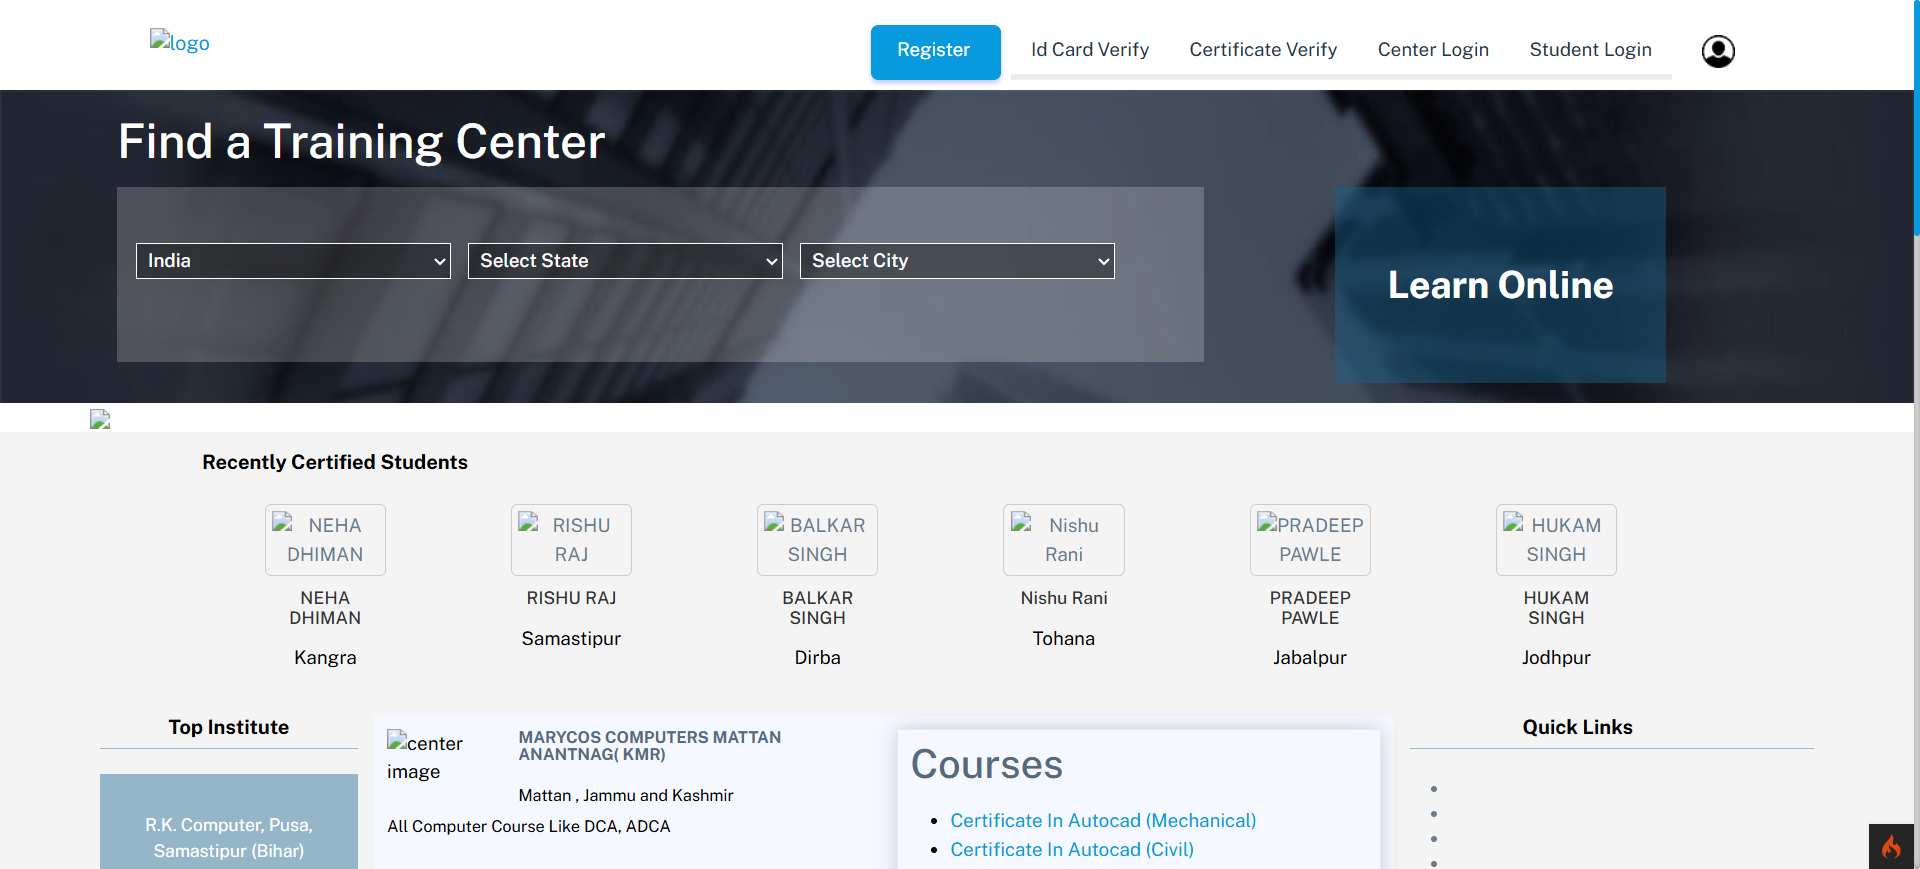 logo
Register
Id Card Verify
Certificate Verify
Center Login
Student Login
Find a Training Center
India
Select State
Select City
Learn Online
Recently Certified Students
NEHA
DHIMAN
RISHU
RAJ
BALKAR
SINGH
Nishu
Rani
PRADEEP
PAWLE
HUKAM
SINGH
NEHA
DHIMAN
Kangra
RISHU RAJ
Samastipur
BALKAR
SINGH
Dirba
Nishu Rani
Tohana
PRADEEP
PAWLE
Jabalpur
HUKAM
SINGH
Jodhpur
Top Institute
R.K. Computer, Pusa,
Samastipur (Bihar)
center
image
MARYCOS COMPUTERS MATTAN
ANANTNAG( KMR)
Mattan , Jammu and Kashmir
All Computer Course Like DCA, ADCA
Courses
Certificate In Autocad (Mechanical)
Certificate In Autocad (Civil)
Quick Links